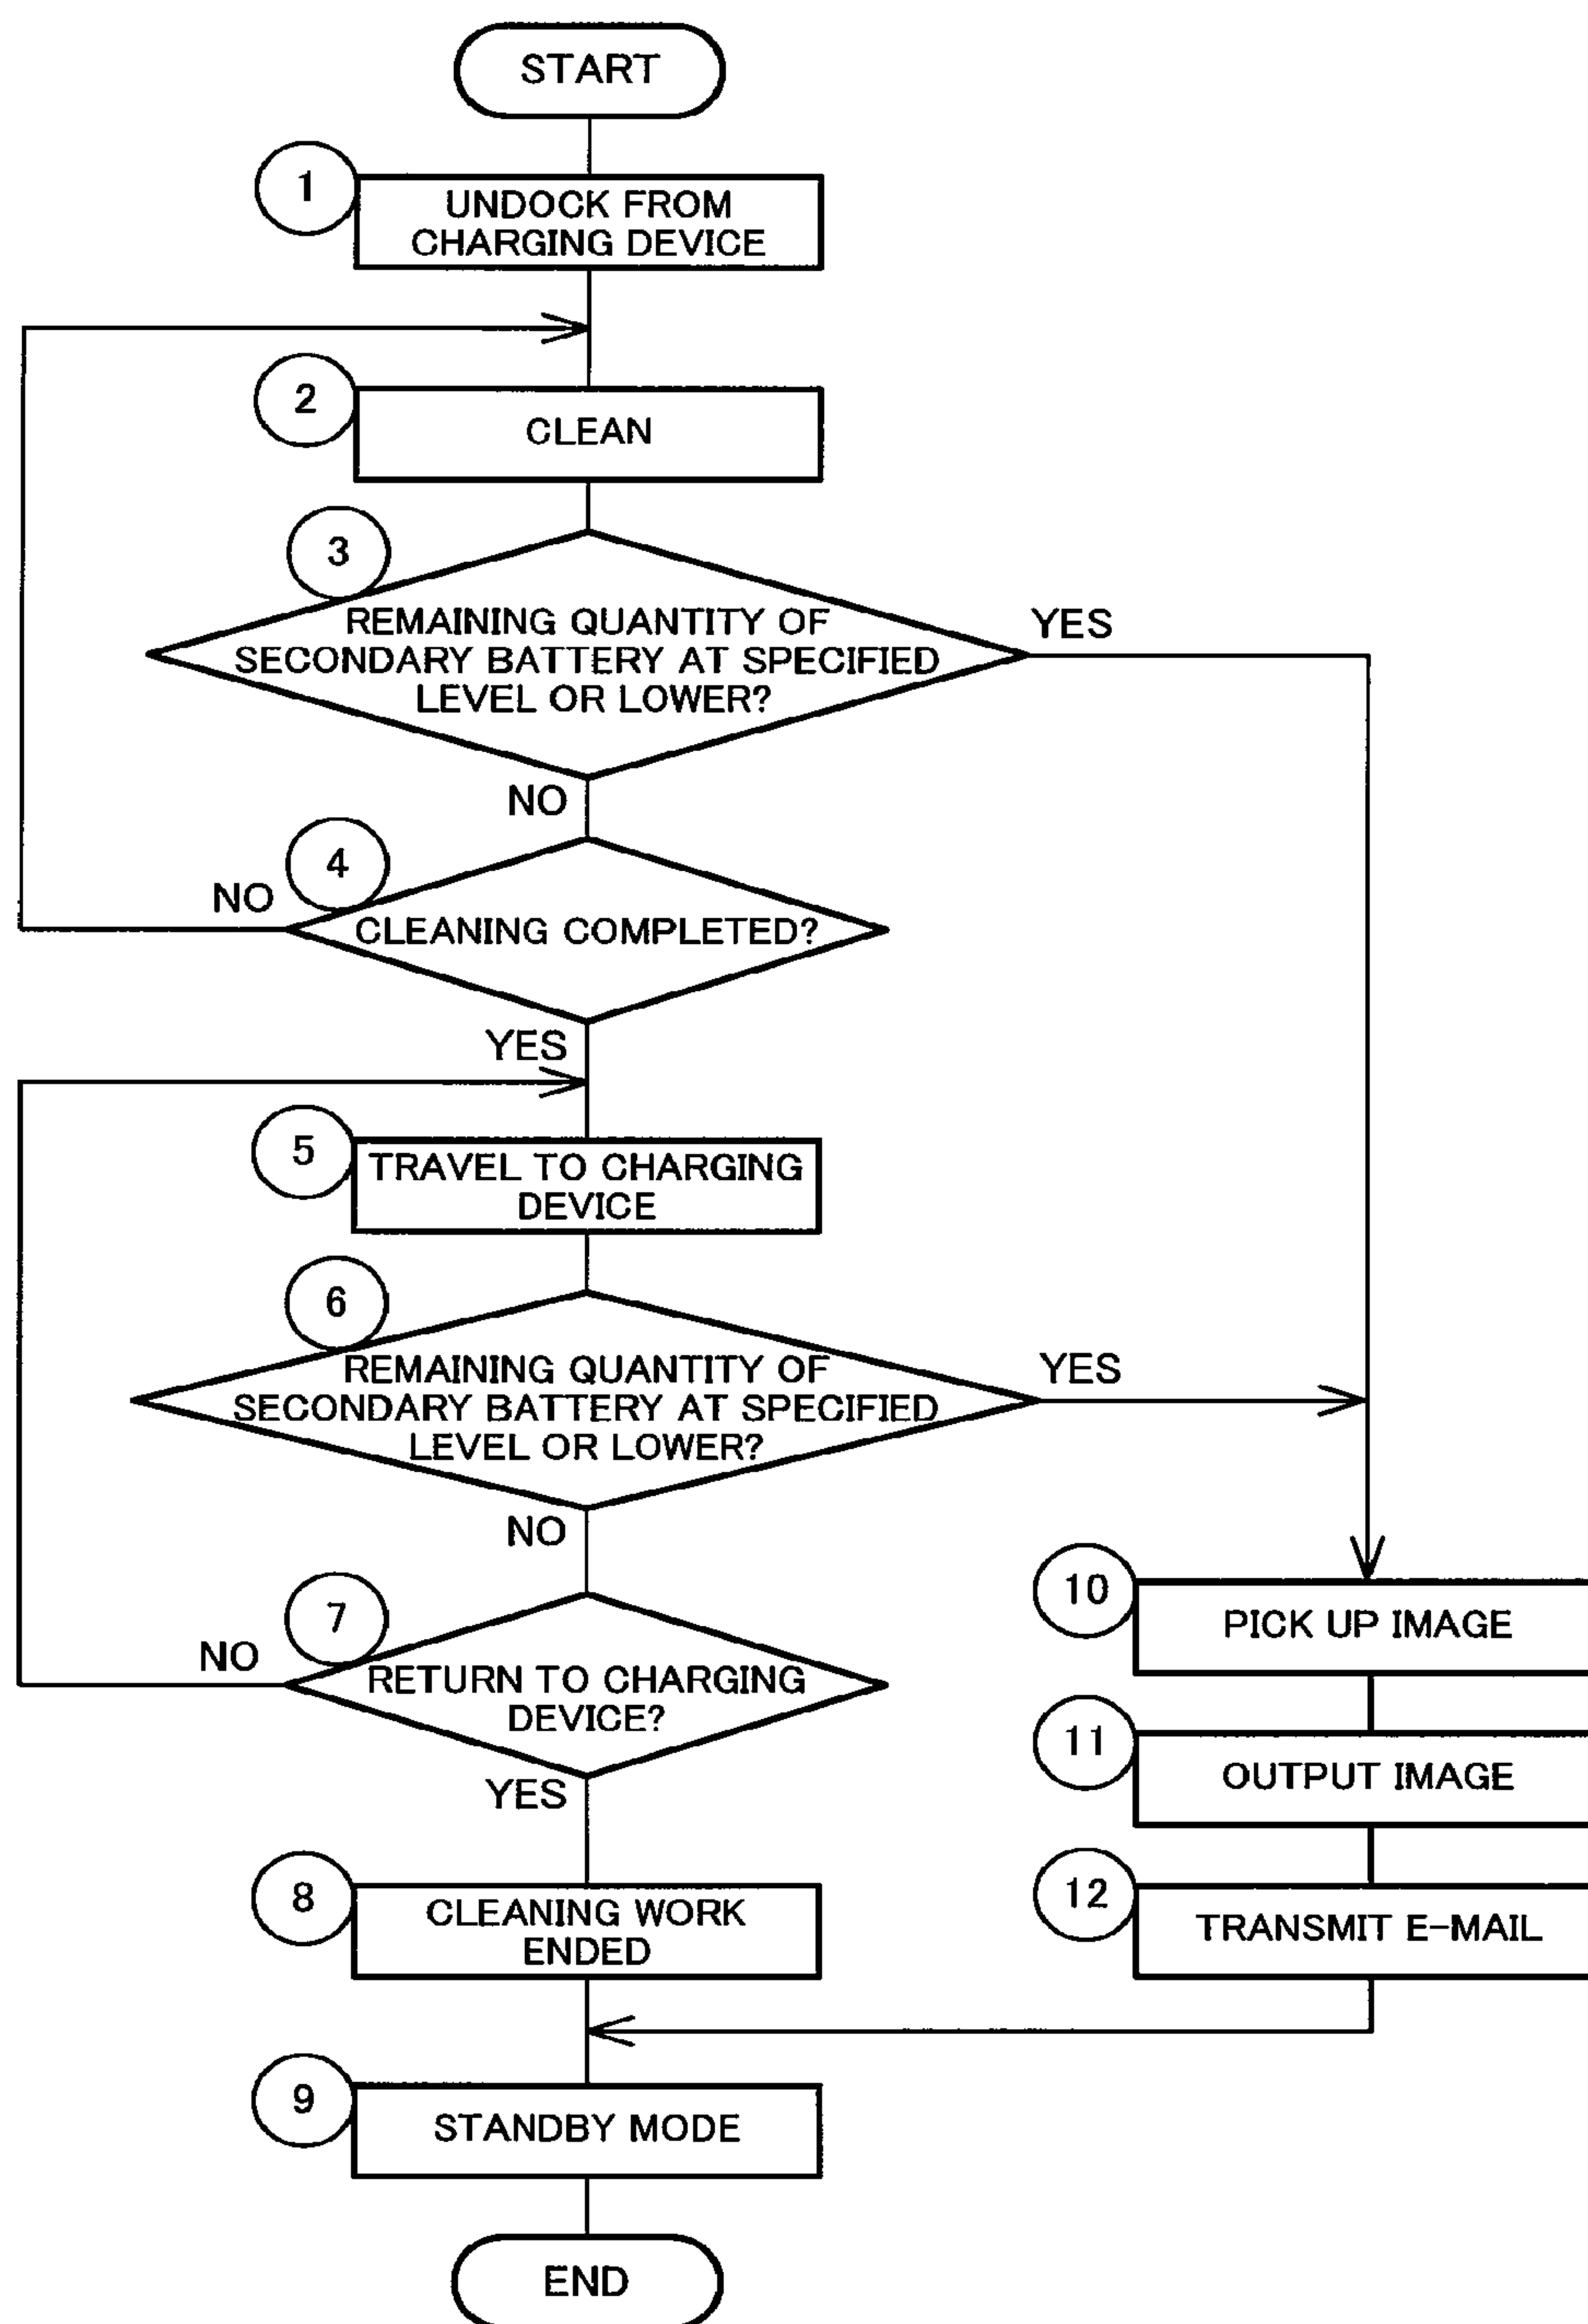 START
1
UNDOCK FROM
CHARGING DEVICE
2
CLEAN
3
REMAINING QUANTITY OF
SECONDARY BATTERY AT SPECIFIED
LEVEL OR LOWER?
YES
NO
4
NO
CLEANING COMPLETED?
YES
5
TRAVEL TO CHARGING
DEVICE
6
REMAINING QUANTITY OF
SECONDARY BATTERY AT SPECIFIED
LEVEL OR LOWER?
YES
NO
7
NO
RETURN TO CHARGING
DEVICE?
YES
8
CLEANING WORK
ENDED
10
PICK UP IMAGE
11
OUTPUT IMAGE
12
TRANSMIT E-MAIL
9
STANDBY MODE
END